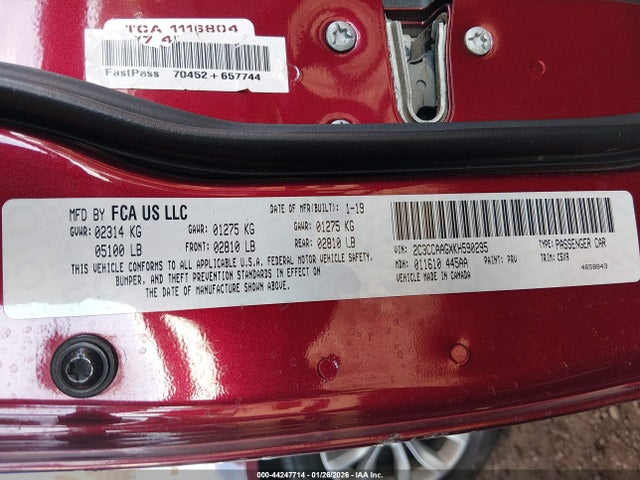 TCA 1116804
FastPass 70452 + 657744
MFD BY FCA US LLC
DATE OF MFR(BUILT): 1-19
GVWR: 02314 KG GAWR: 01275 KG GAWR: 01275 KG
05100 LB FRONT: 02810 LB REAR: 02810 LB
THIS VEHICLE CONFORMS TO ALL APPLICABLE U.S.A. FEDERAL MOTOR VEHICLE SAFETY,
BUMPER, AND THEFT PREVENTION STANDARDS IN EFFECT ON
THE DATE OF MANUFACTURE SHOWN ABOVE.
VIN: 2C3CCAAGXKH590295 TYPE: PASSENGER CAR
MDH: 011610 445AA PAINT: PRV TRIM: C5X9
VEHICLE MADE IN CANADA 4658843
000-44247714 - 01/26/2026 - IAA Inc.